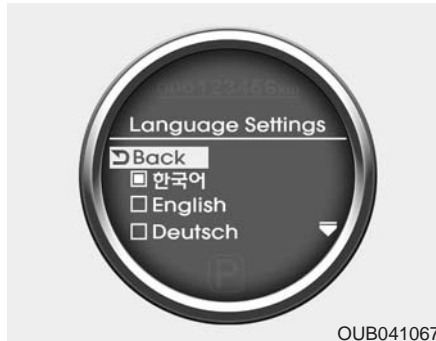 Language Settings
Back
한국어
English
Deutsch
P
OUB041067